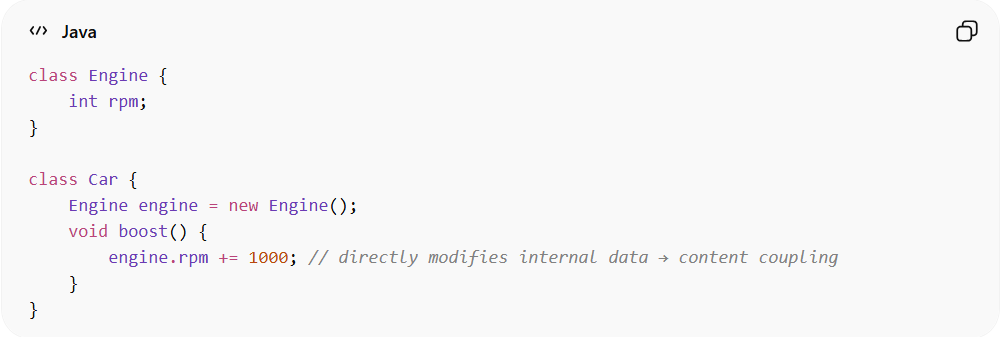 Java
class Engine {
    int rpm;
}

class Car {
    Engine engine = new Engine();
    void boost() {
        engine.rpm += 1000; // directly modifies internal data → content coupling
    }
}